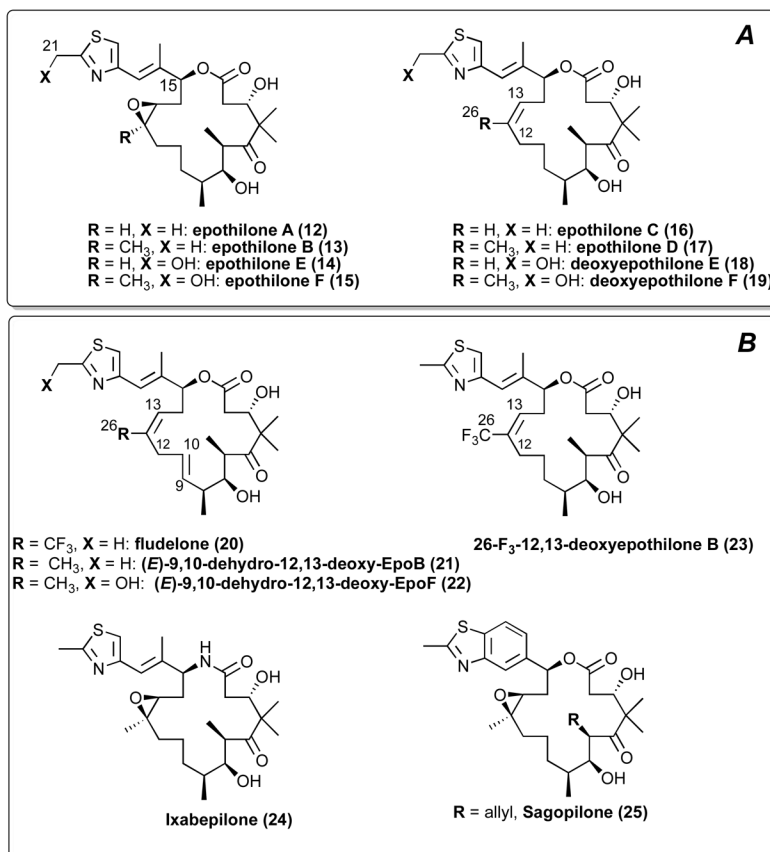 A
21
S
N
X
15
O
O
OH
O
R
O
OH
21
S
N
X
O
O
OH
13
26
R
12
O
OH
R = H, X = H: epothilone A (12)
R = CH3, X = H: epothilone B (13)
R = H, X = OH: epothilone E (14)
R = CH3, X = OH: epothilone F (15)
R = H, X = H: epothilone C (16)
R = CH3, X = H: epothilone D (17)
R = H, X = OH: deoxyepothilone E (18)
R = CH3, X = OH: deoxyepothilone F (19)
B
S
N
X
O
O
OH
13
26
R
12
10
9
O
OH
S
N
O
O
OH
13
26
F3C
12
O
OH
R = CF3, X = H: fludelone (20)
R = CH3, X = H: (E)-9,10-dehydro-12,13-deoxy-EpoB (21)
R = CH3, X = OH: (E)-9,10-dehydro-12,13-deoxy-EpoF (22)
26-F3-12,13-deoxyepothilone B (23)
S
N
H
N
O
OH
O
O
OH
Ixabepilone (24)
S
N
O
O
OH
O
R
O
OH
R = allyl, Sagopilone (25)